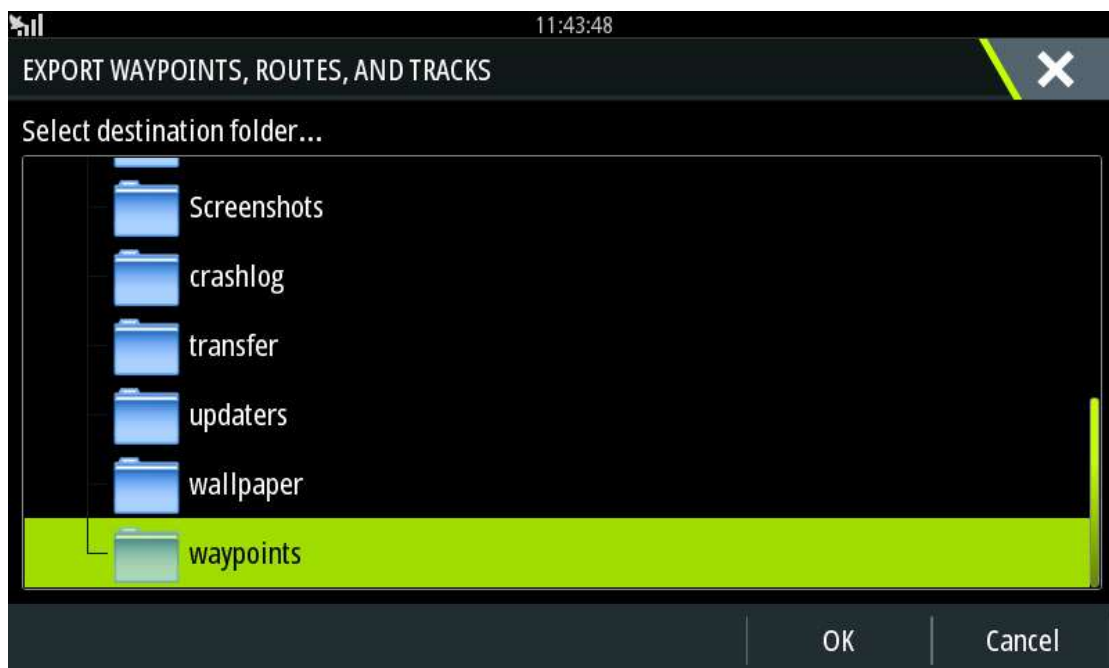 11:43:48
EXPORT WAYPOINTS, ROUTES, AND TRACKS
Select destination folder...
Screenshots
crashlog
transfer
updaters
wallpaper
waypoints
OK Cancel